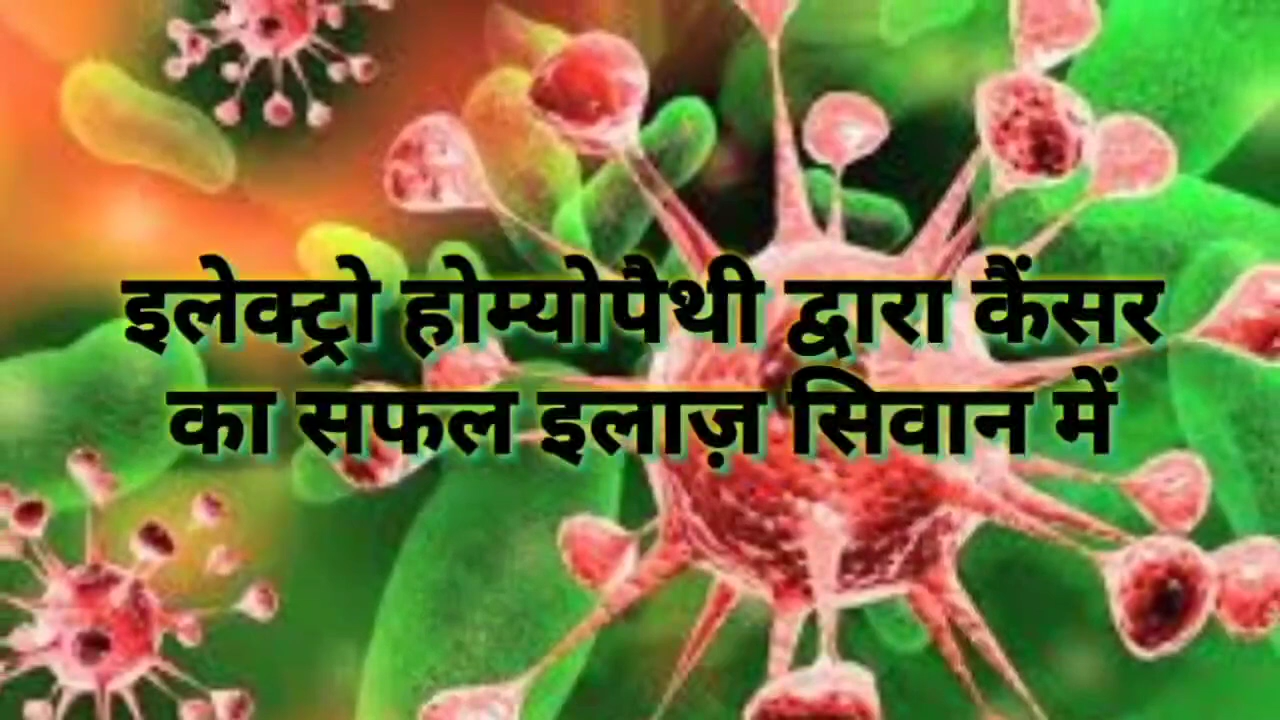 इलेक्ट्रो होम्योपैथी द्वारा कैंसर
का सफल इलाज़ सिवान में